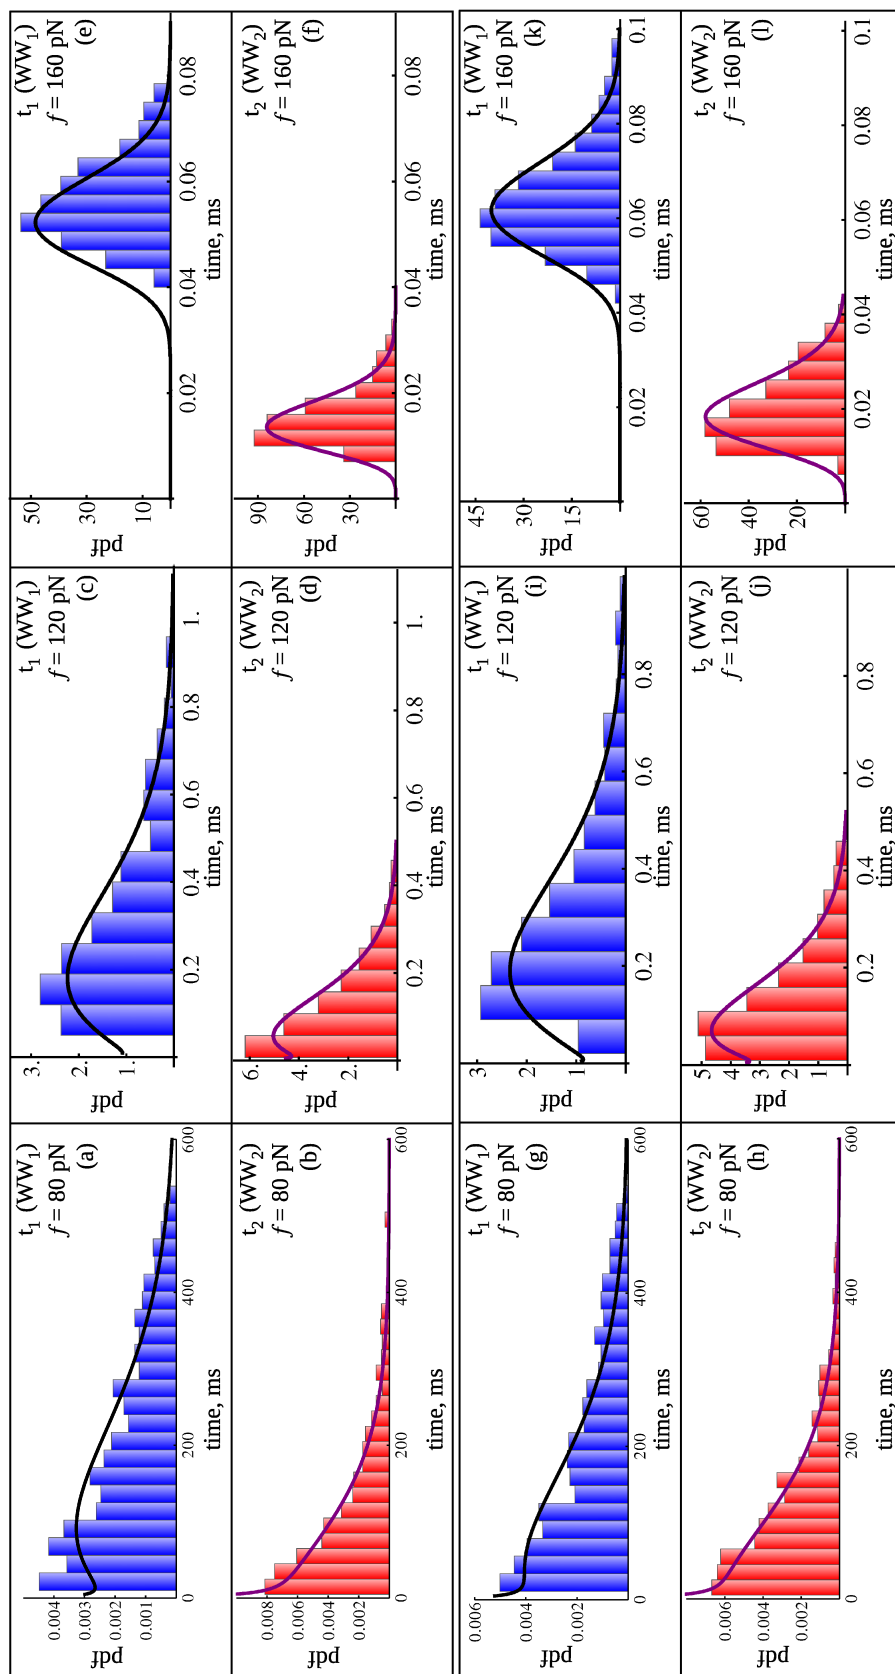 t₁ (WW₁)
f = 80 pN
(a)
pdf
0.004
0.003
0.002
0.001
0 200 400 600
time, ms
t₁ (WW₁)
f = 120 pN
(c)
pdf
3.
2.
1.
0.2 0.4 0.6 0.8 1.
time, ms
t₁ (WW₁)
f = 160 pN
(e)
pdf
50
30
10
0.02 0.04 0.06 0.08
time, ms
t₂ (WW₂)
f = 80 pN
(b)
pdf
0.008
0.006
0.004
0.002
0 200 400 600
time, ms
t₂ (WW₂)
f = 120 pN
(d)
pdf
6.
4.
2.
0.2 0.4 0.6 0.8 1.
time, ms
t₂ (WW₂)
f = 160 pN
(f)
pdf
90
60
30
0.02 0.04 0.06 0.08
time, ms
t₁ (WW₁)
f = 80 pN
(g)
pdf
0.006
0.004
0.002
0 200 400 600
time, ms
t₁ (WW₁)
f = 120 pN
(i)
pdf
3
2
1
0.2 0.4 0.6 0.8
time, ms
t₁ (WW₁)
f = 160 pN
(k)
pdf
45
30
15
0.02 0.04 0.06 0.08 0.1
time, ms
t₂ (WW₂)
f = 80 pN
(h)
pdf
0.006
0.004
0.002
0 200 400 600
time, ms
t₂ (WW₂)
f = 120 pN
(j)
pdf
5
4
3
2
1
0.2 0.4 0.6 0.8
time, ms
t₂ (WW₂)
f = 160 pN
(l)
pdf
60
40
20
0.02 0.04 0.06 0.08 0.1
time, ms